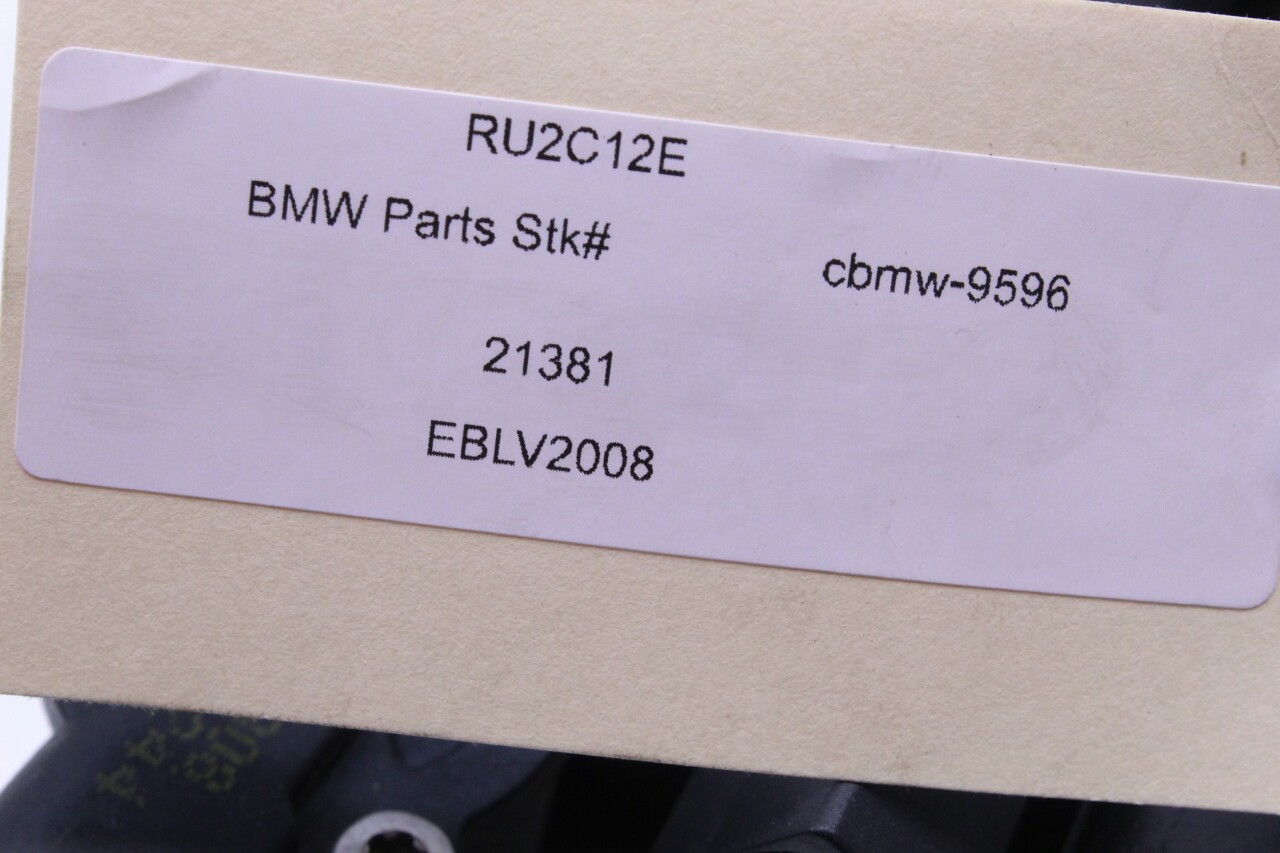 RU2C12E
BMW Parts Stk# cbmw-9596
21381
EBLV2008